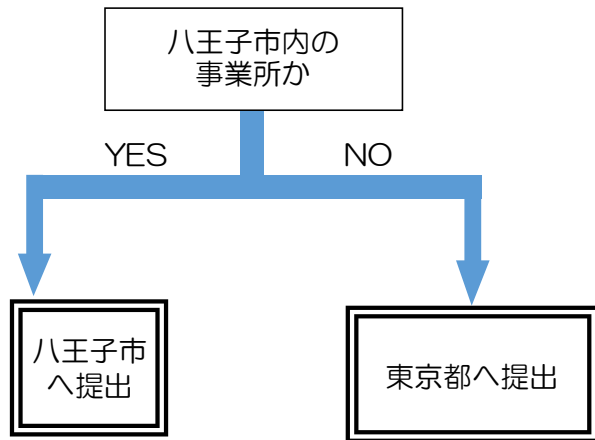 八王子市内の
事業所か
YES
NO
八王子市
へ提出
東京都へ提出